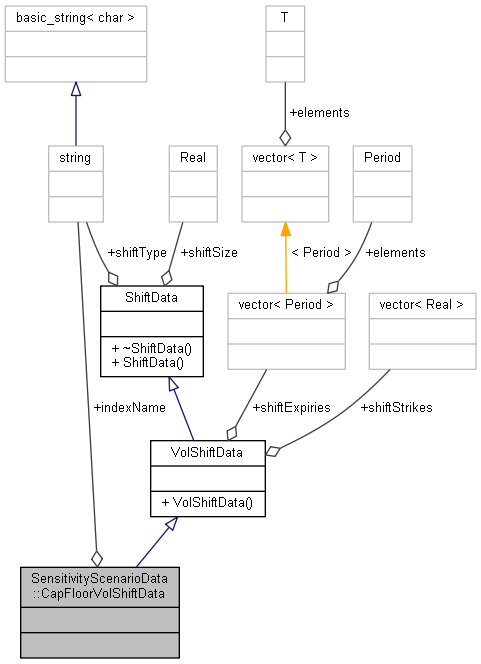 basic_string< char >
T
+elements
string
Real
vector< T >
Period
+shiftType
+shiftSize
< Period >
+elements
ShiftData
+ ~ShiftData()
+ ShiftData()
vector< Period >
vector< Real >
+indexName
+shiftExpiries
+shiftStrikes
VolShiftData
+ VolShiftData()
SensitivityScenarioData
::CapFloorVolShiftData